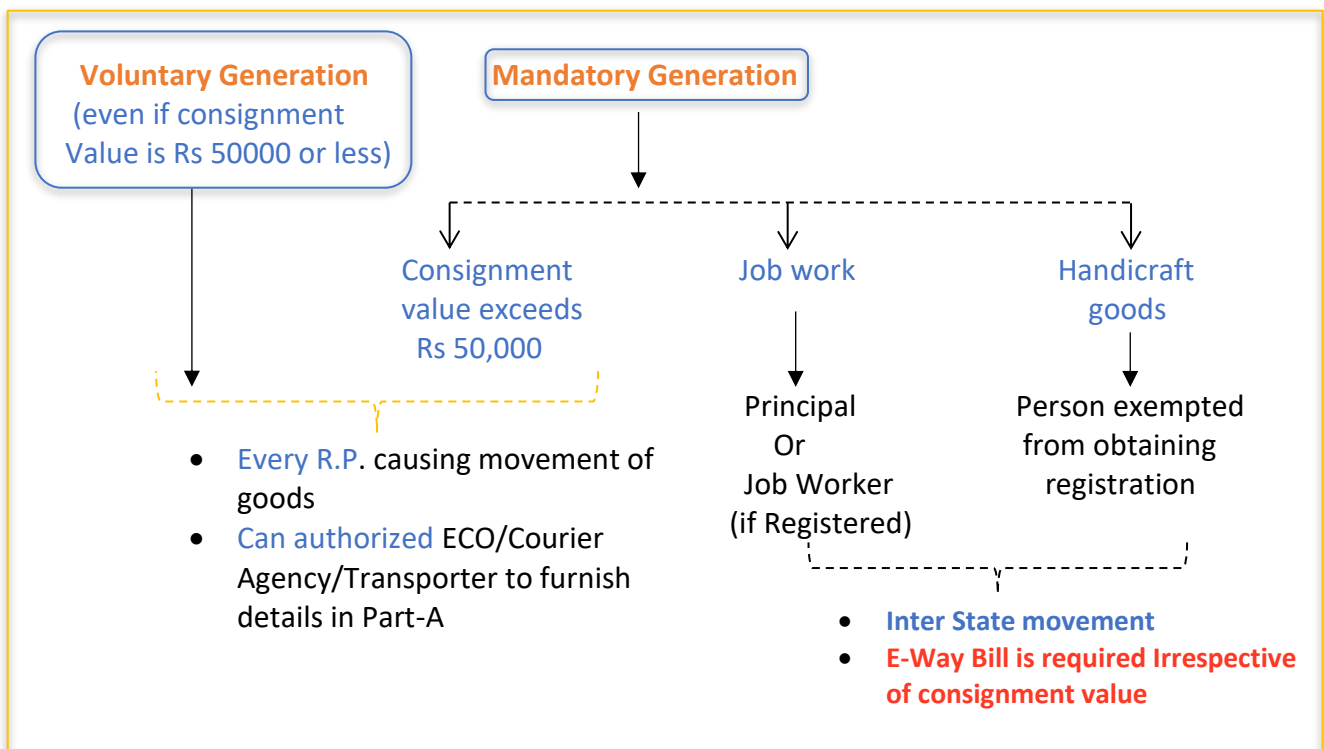 Voluntary Generation
(even if consignment
Value is Rs 50000 or less)
Mandatory Generation
Consignment
value exceeds
Rs 50,000
Job work
Handicraft
goods
• Every R.P. causing movement of
goods
• Can authorized ECO/Courier
Agency/Transporter to furnish
details in Part-A
Principal
Or
Job Worker
(if Registered)
Person exempted
from obtaining
registration
• Inter State movement
• E-Way Bill is required Irrespective
of consignment value